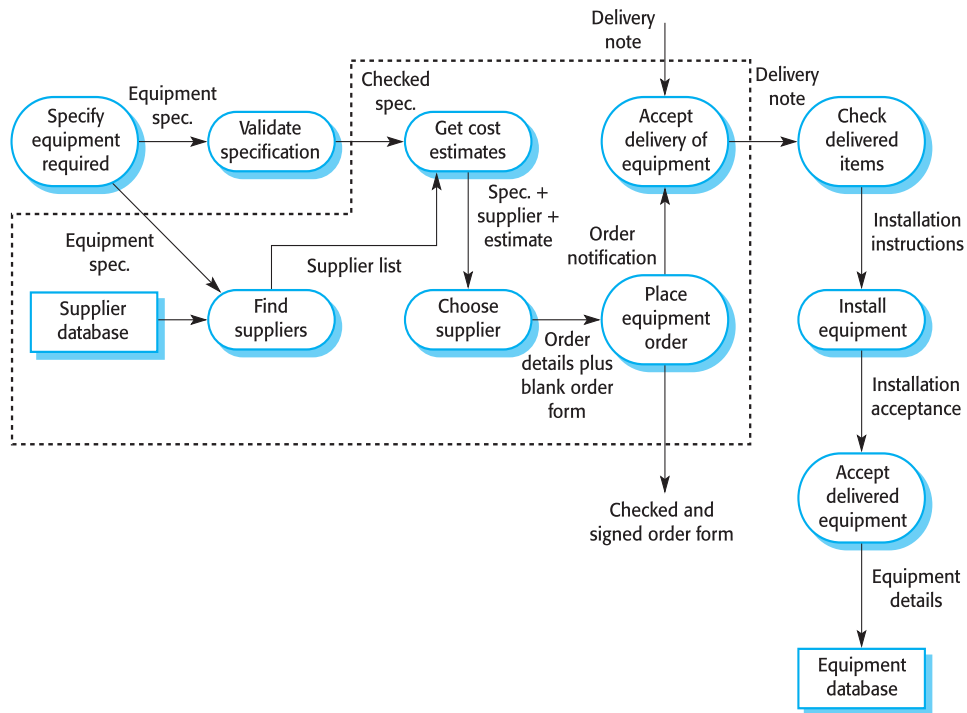 Delivery
note
Equipment
spec.
Checked
spec.
Delivery
note
Specify
equipment
required
Validate
specification
Get cost
estimates
Accept
delivery of
equipment
Check
delivered
items
Equipment
spec.
Supplier list
Spec. +
supplier +
estimate
Order
notification
Installation
instructions
Supplier
database
Find
suppliers
Choose
supplier
Place
equipment
order
Install
equipment
Order
details plus
blank order
form
Installation
acceptance
Accept
delivered
equipment
Checked and
signed order form
Equipment
details
Equipment
database